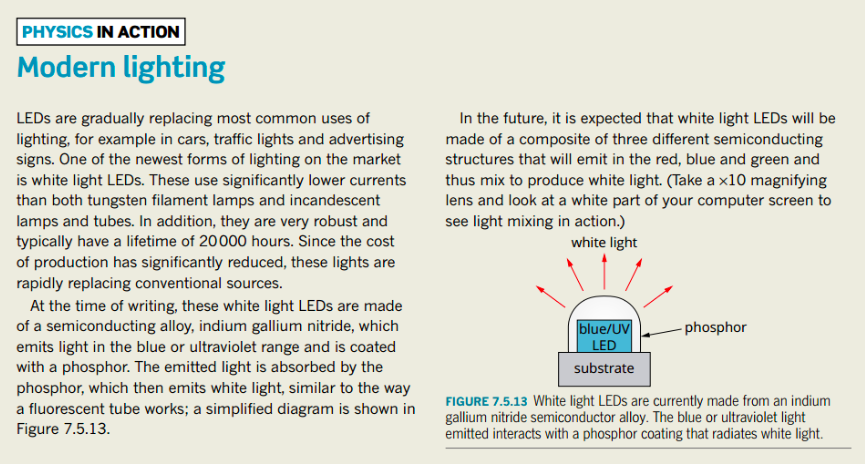 PHYSICS IN ACTION
Modern lighting
LEDs are gradually replacing most common uses of
lighting, for example in cars, traffic lights and advertising
signs. One of the newest forms of lighting on the market
is white light LEDs. These use significantly lower currents
than both tungsten filament lamps and incandescent
lamps and tubes. In addition, they are very robust and
typically have a lifetime of 20 000 hours. Since the cost
of production has significantly reduced, these lights are
rapidly replacing conventional sources.
At the time of writing, these white light LEDs are made
of a semiconducting alloy, indium gallium nitride, which
emits light in the blue or ultraviolet range and is coated
with a phosphor. The emitted light is absorbed by the
phosphor, which then emits white light, similar to the way
a fluorescent tube works; a simplified diagram is shown in
Figure 7.5.13.
In the future, it is expected that white light LEDs will be
made of a composite of three different semiconducting
structures that will emit in the red, blue and green and
thus mix to produce white light. (Take a ×10 magnifying
lens and look at a white part of your computer screen to
see light mixing in action.)
white light
blue/UV
LED
phosphor
substrate
FIGURE 7.5.13 White light LEDs are currently made from an indium
gallium nitride semiconductor alloy. The blue or ultraviolet light
emitted interacts with a phosphor coating that radiates white light.